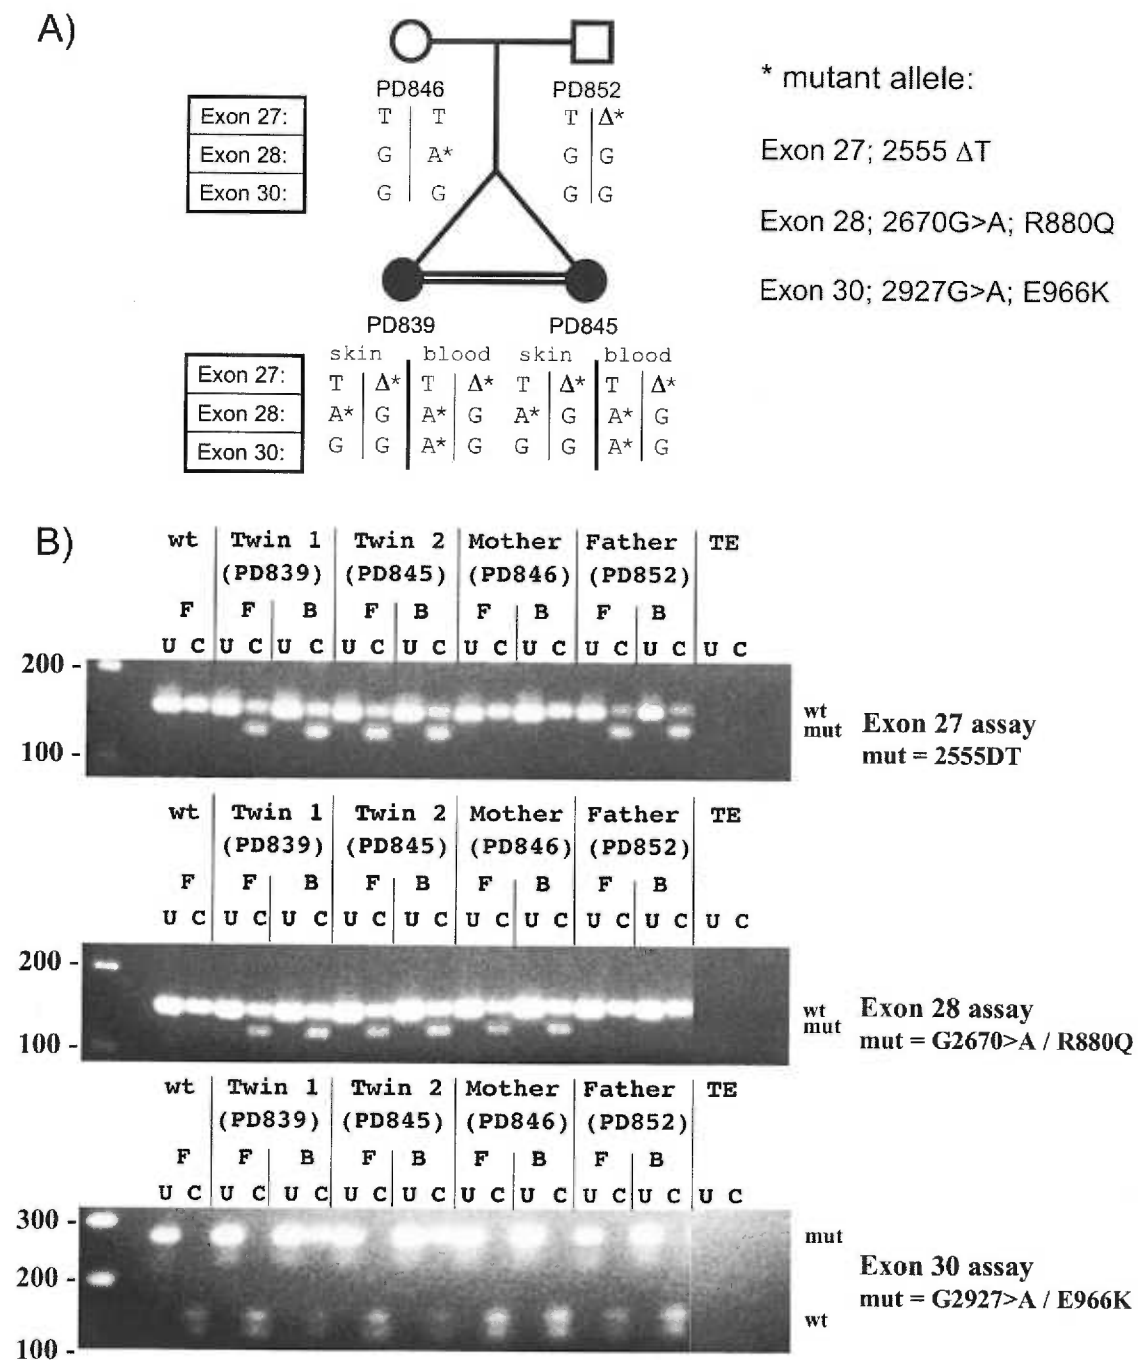 A)
PD846 PD852
* mutant allele:
Exon 27: T T T Δ*
Exon 28: G A* G G
Exon 30: G G G G
Exon 27; 2555 ΔT
Exon 28; 2670G>A; R880Q
Exon 30; 2927G>A; E966K
PD839 PD845
skin blood skin blood
Exon 27: T Δ* T Δ* T Δ* T Δ*
Exon 28: A* G A* G A* G A* G
Exon 30: G G A* G G G A* G
B)
wt Twin 1 Twin 2 Mother Father TE
(PD839) (PD845) (PD846) (PD852)
F F B F B F B F B
U C U C U C U C U C U C U C U C U C U C
200 -
100 -
wt
mut
Exon 27 assay
mut = 2555DT
wt Twin 1 Twin 2 Mother Father TE
(PD839) (PD845) (PD846) (PD852)
F F B F B F B F B
U C U C U C U C U C U C U C U C U C U C
200 -
100 -
wt
mut
Exon 28 assay
mut = G2670>A / R880Q
wt Twin 1 Twin 2 Mother Father TE
(PD839) (PD845) (PD846) (PD852)
F F B F B F B F B
U C U C U C U C U C U C U C U C U C U C
300 -
200 -
100 -
mut
wt
Exon 30 assay
mut = G2927>A / E966K